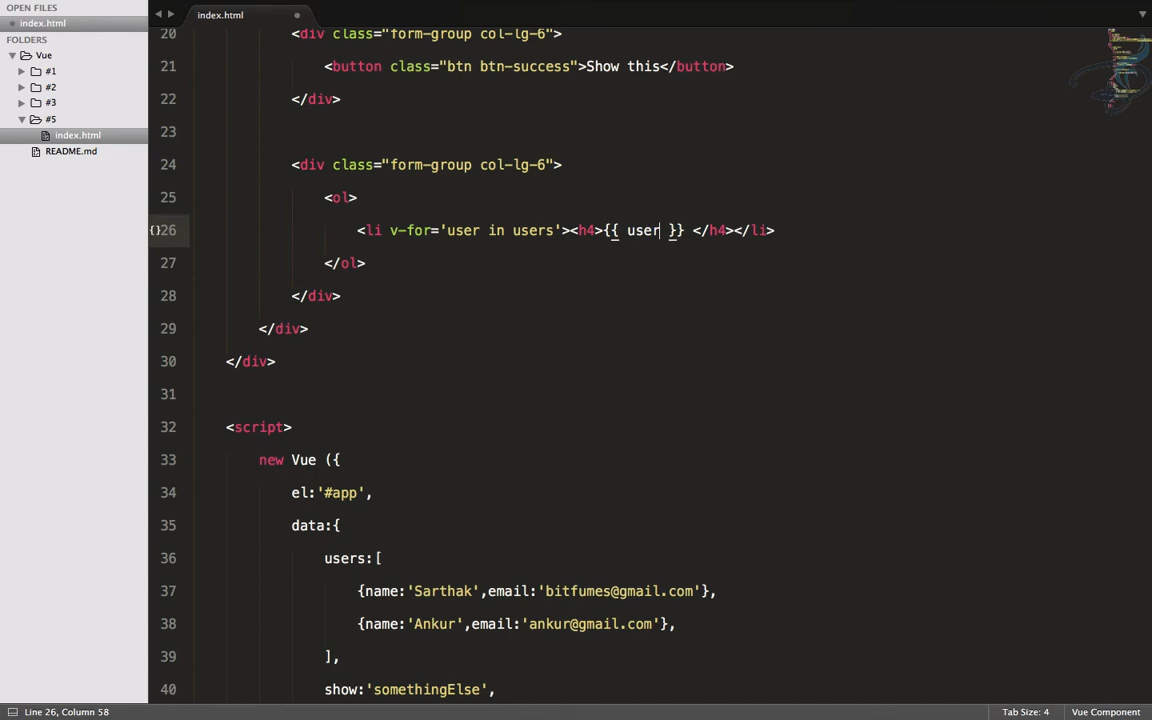 OPEN FILES
index.html
FOLDERS
Vue
#1
#2
#3
#5
index.html
README.md
index.html
20 <div class="form-group col-lg-6">
21 <button class="btn btn-success">Show this</button>
22 </div>
23
24 <div class="form-group col-lg-6">
25 <ol>
{}26 <li v-for='user in users'><h4>{{ user }} </h4></li>
27 </ol>
28 </div>
29 </div>
30 </div>
31
32 <script>
33 new Vue ({
34 el:'#app',
35 data:{
36 users:[
37 {name:'Sarthak',email:'bitfumes@gmail.com'},
38 {name:'Ankur',email:'ankur@gmail.com'},
39 ],
40 show:'somethingElse',
Line 26, Column 58
Tab Size: 4
Vue Component